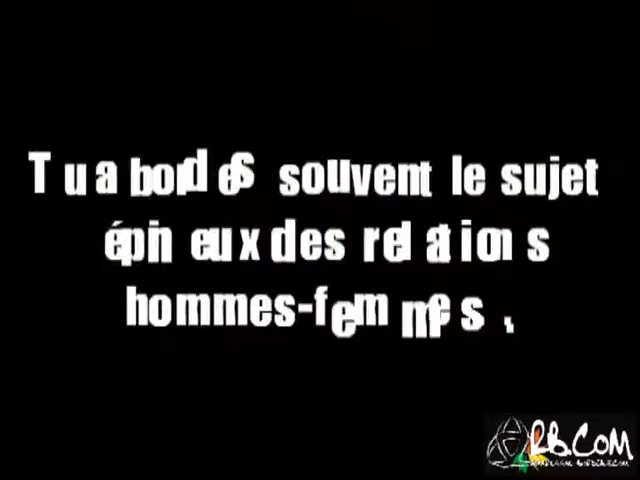 Tu abordes souvent le sujet
épineux des relations
hommes-femmes.
RB.COM